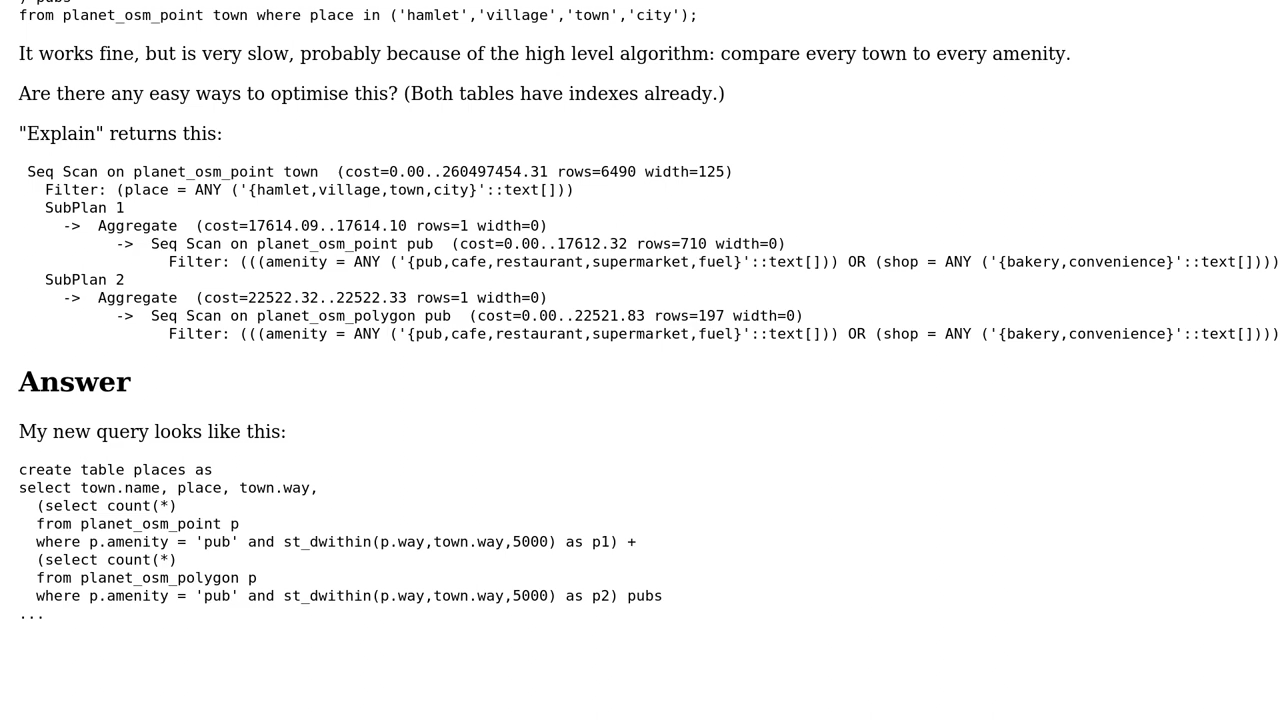 ) pubs
from planet_osm_point town where place in ('hamlet','village','town','city');
It works fine, but is very slow, probably because of the high level algorithm: compare every town to every amenity.
Are there any easy ways to optimise this? (Both tables have indexes already.)
"Explain" returns this:
 Seq Scan on planet_osm_point town  (cost=0.00..260497454.31 rows=6490 width=125)
   Filter: (place = ANY ('{hamlet,village,town,city}'::text[]))
   SubPlan 1
     ->  Aggregate  (cost=17614.09..17614.10 rows=1 width=0)
           ->  Seq Scan on planet_osm_point pub  (cost=0.00..17612.32 rows=710 width=0)
                 Filter: (((amenity = ANY ('{pub,cafe,restaurant,supermarket,fuel}'::text[])) OR (shop = ANY ('{bakery,convenience}'::text[])))
   SubPlan 2
     ->  Aggregate  (cost=22522.32..22522.33 rows=1 width=0)
           ->  Seq Scan on planet_osm_polygon pub  (cost=0.00..22521.83 rows=197 width=0)
                 Filter: (((amenity = ANY ('{pub,cafe,restaurant,supermarket,fuel}'::text[])) OR (shop = ANY ('{bakery,convenience}'::text[])))
Answer
My new query looks like this:
create table places as
select town.name, place, town.way,
  (select count(*)
  from planet_osm_point p
  where p.amenity = 'pub' and st_dwithin(p.way,town.way,5000) as p1) +
  (select count(*)
  from planet_osm_polygon p
  where p.amenity = 'pub' and st_dwithin(p.way,town.way,5000) as p2) pubs
...